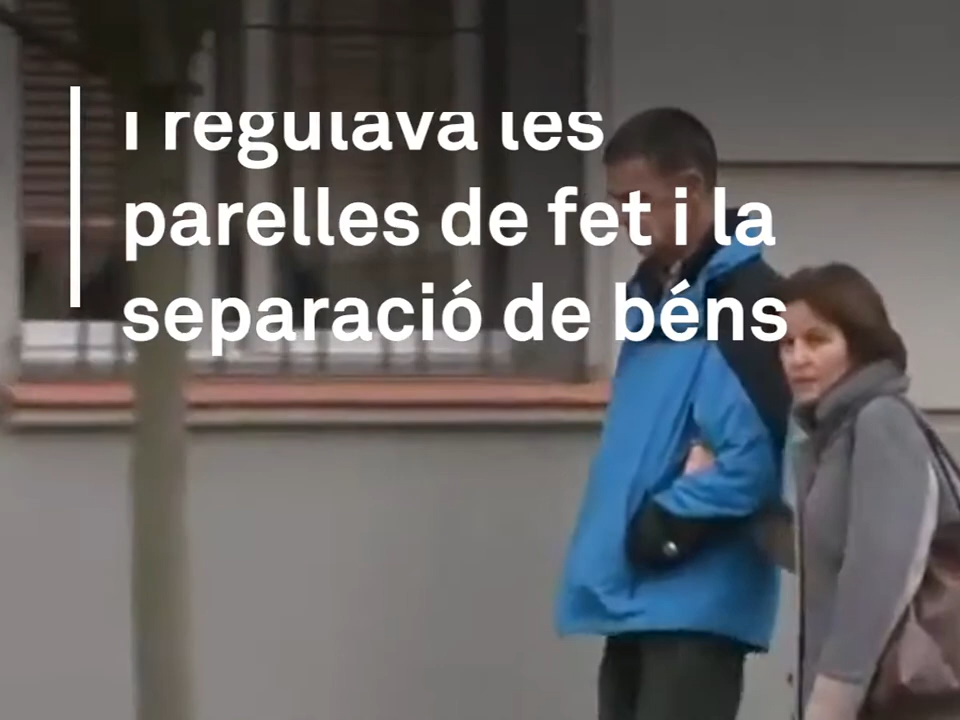 i regulava les
parelles de fet i la
separació de béns